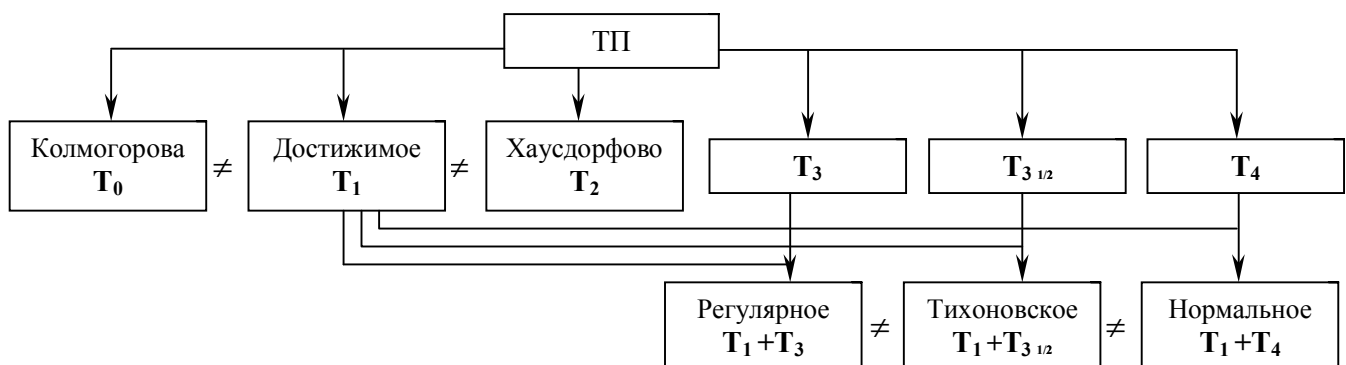 ТП
Колмогорова
T₀
≠
Достижимое
T₁
≠
Хаусдорфово
T₂
T₃
T₃ ₁/₂
T₄
Регулярное
T₁+T₃
≠
Тихоновское
T₁+T₃ ₁/₂
≠
Нормальное
T₁+T₄